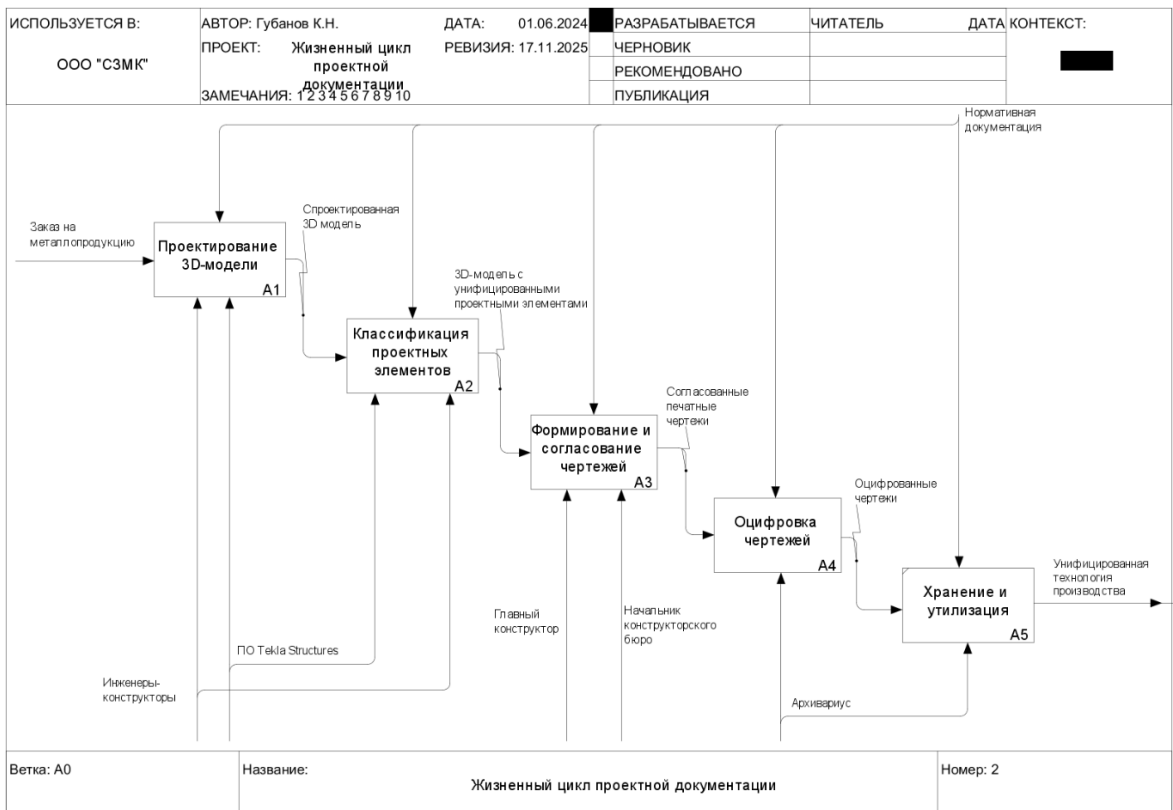 ИСПОЛЬЗУЕТСЯ В:
ООО "СЗМК"
АВТОР: Губанов К.Н.
ДАТА: 01.06.2024
ПРОЕКТ: Жизненный цикл
проектной
документации
РЕВИЗИЯ: 17.11.2025
ЗАМЕЧАНИЯ: 1 2 3 4 5 6 7 8 9 10
РАЗРАБАТЫВАЕТСЯ
ЧЕРНОВИК
РЕКОМЕНДОВАНО
ПУБЛИКАЦИЯ
ЧИТАТЕЛЬ
ДАТА
КОНТЕКСТ:
Нормативная
документация
Заказ на
металлопродукцию
Проектирование
3D-модели
A1
Спроектированная
3D модель
Классификация
проектных
элементов
A2
3D-модель с
унифицированными
проектными элементами
Формирование и
согласование
чертежей
A3
Согласованные
печатные
чертежи
Оцифровка
чертежей
A4
Оцифрованные
чертежи
Хранение и
утилизация
A5
Унифицированная
технология
производства
Главный
конструктор
Начальник
конструкторского
бюро
ПО Tekla Structures
Инженеры-
конструкторы
Архивариус
Ветка: A0
Название:
Жизненный цикл проектной документации
Номер: 2